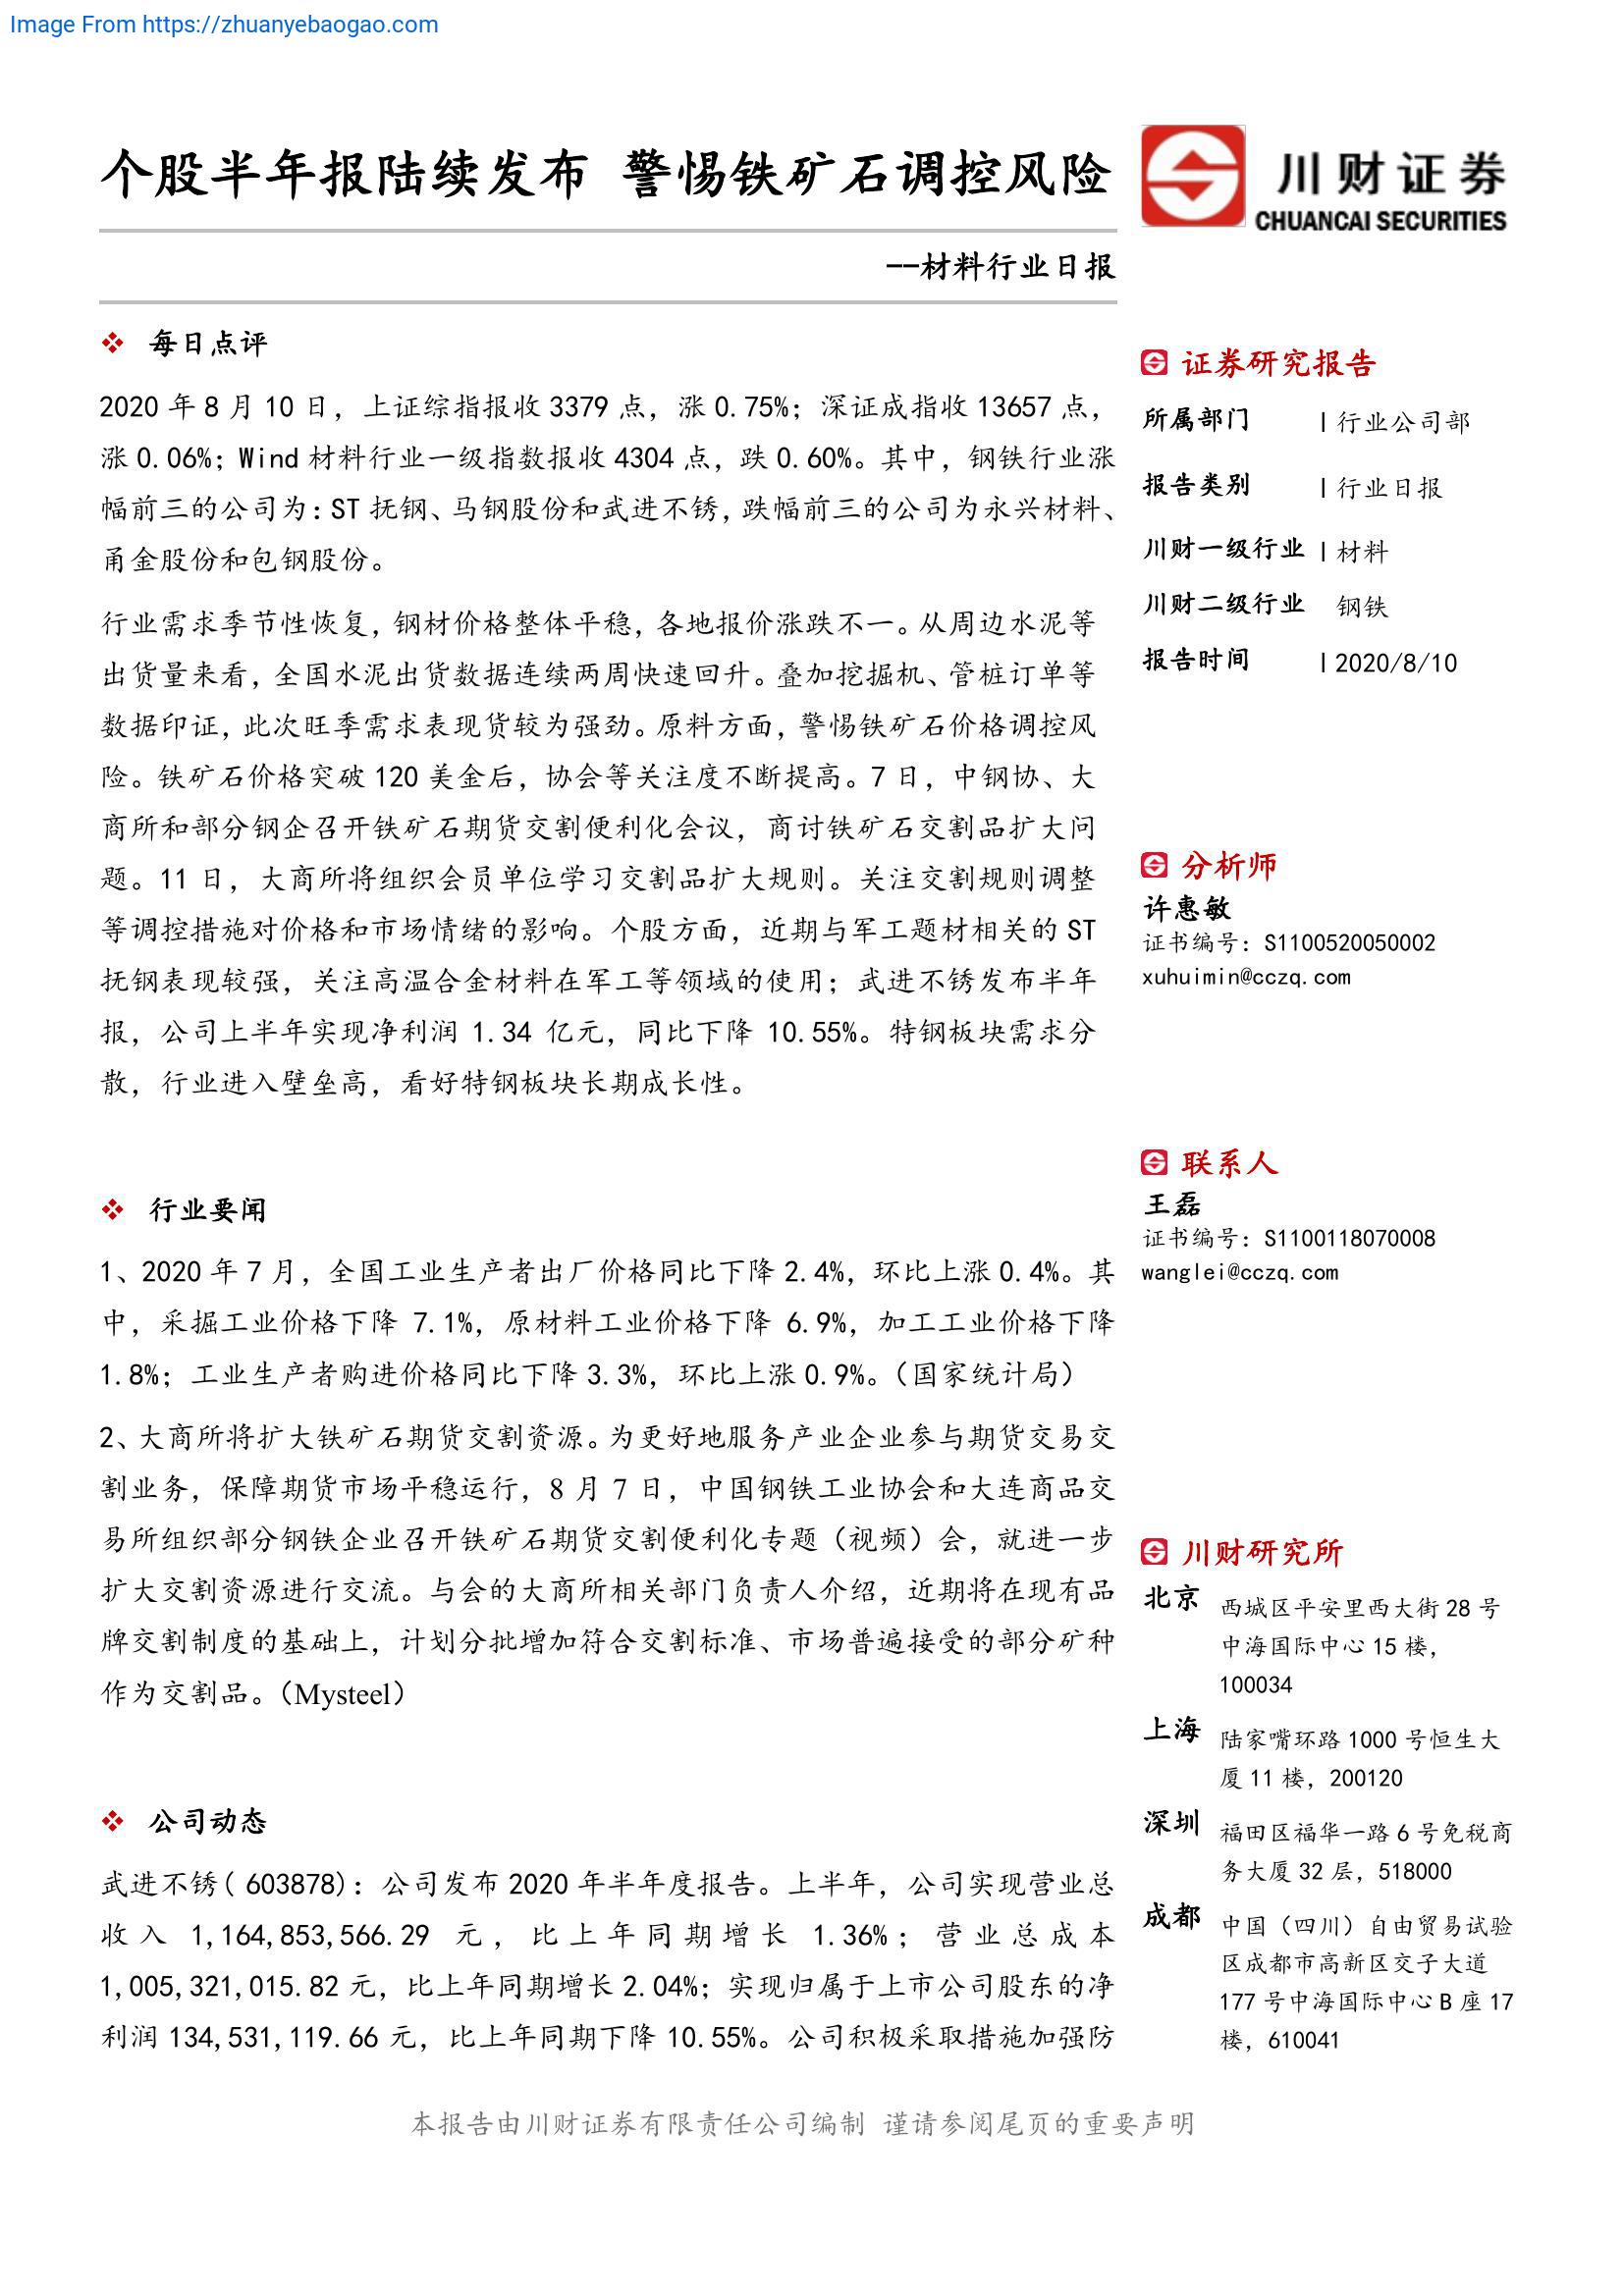 Image From https://zhuanyebaogao.com
个股半年报陆续发布 警惕铁矿石调控风险
--材料行业日报
川财证券
CHUANCAI SECURITIES
每日点评
2020 年 8 月 10 日，上证综指报收 3379 点，涨 0.75%；深证成指收 13657 点，
涨 0.06%；Wind 材料行业一级指数报收 4304 点，跌 0.60%。其中，钢铁行业涨
幅前三的公司为：ST 抚钢、马钢股份和武进不锈，跌幅前三的公司为永兴材料、
甬金股份和包钢股份。
行业需求季节性恢复，钢材价格整体平稳，各地报价涨跌不一。从周边水泥等
出货量来看，全国水泥出货数据连续两周快速回升。叠加挖掘机、管桩订单等
数据印证，此次旺季需求表现货较为强劲。原料方面，警惕铁矿石价格调控风
险。铁矿石价格突破 120 美金后，协会等关注度不断提高。7 日，中钢协、大
商所和部分钢企召开铁矿石期货交割便利化会议，商讨铁矿石交割品扩大问
题。11 日，大商所将组织会员单位学习交割品扩大规则。关注交割规则调整
等调控措施对价格和市场情绪的影响。个股方面，近期与军工题材相关的 ST
抚钢表现较强，关注高温合金材料在军工等领域的使用；武进不锈发布半年
报，公司上半年实现净利润 1.34 亿元，同比下降 10.55%。特钢板块需求分
散，行业进入壁垒高，看好特钢板块长期成长性。
行业要闻
1、2020 年 7 月，全国工业生产者出厂价格同比下降 2.4%，环比上涨 0.4%。其
中，采掘工业价格下降 7.1%，原材料工业价格下降 6.9%，加工工业价格下降
1.8%；工业生产者购进价格同比下降 3.3%，环比上涨 0.9%。（国家统计局）
2、大商所将扩大铁矿石期货交割资源。为更好地服务产业企业参与期货交易交
割业务，保障期货市场平稳运行，8 月 7 日，中国钢铁工业协会和大连商品交
易所组织部分钢铁企业召开铁矿石期货交割便利化专题（视频）会，就进一步
扩大交割资源进行交流。与会的大商所相关部门负责人介绍，近期将在现有品
牌交割制度的基础上，计划分批增加符合交割标准、市场普遍接受的部分矿种
作为交割品。（Mysteel）
公司动态
武进不锈( 603878)：公司发布 2020 年半年度报告。上半年，公司实现营业总
收入 1,164,853,566.29 元，比上年同期增长 1.36%；营业总成本
1,005,321,015.82 元，比上年同期增长 2.04%；实现归属于上市公司股东的净
利润 134,531,119.66 元，比上年同期下降 10.55%。公司积极采取措施加强防
证券研究报告
所属部门 | 行业公司部
报告类别 | 行业日报
川财一级行业 | 材料
川财二级行业 钢铁
报告时间 | 2020/8/10
分析师
许惠敏
证书编号：S1100520050002
xuhuimin@cczq.com
联系人
王磊
证书编号：S1100118070008
wanglei@cczq.com
川财研究所
北京 西城区平安里西大街 28 号
中海国际中心 15 楼，
100034
上海 陆家嘴环路 1000 号恒生大
厦 11 楼，200120
深圳 福田区福华一路 6 号免税商
务大厦 32 层，518000
成都 中国（四川）自由贸易试验
区成都市高新区交子大道
177 号中海国际中心 B 座 17
楼，610041
本报告由川财证券有限责任公司编制 谨请参阅尾页的重要声明